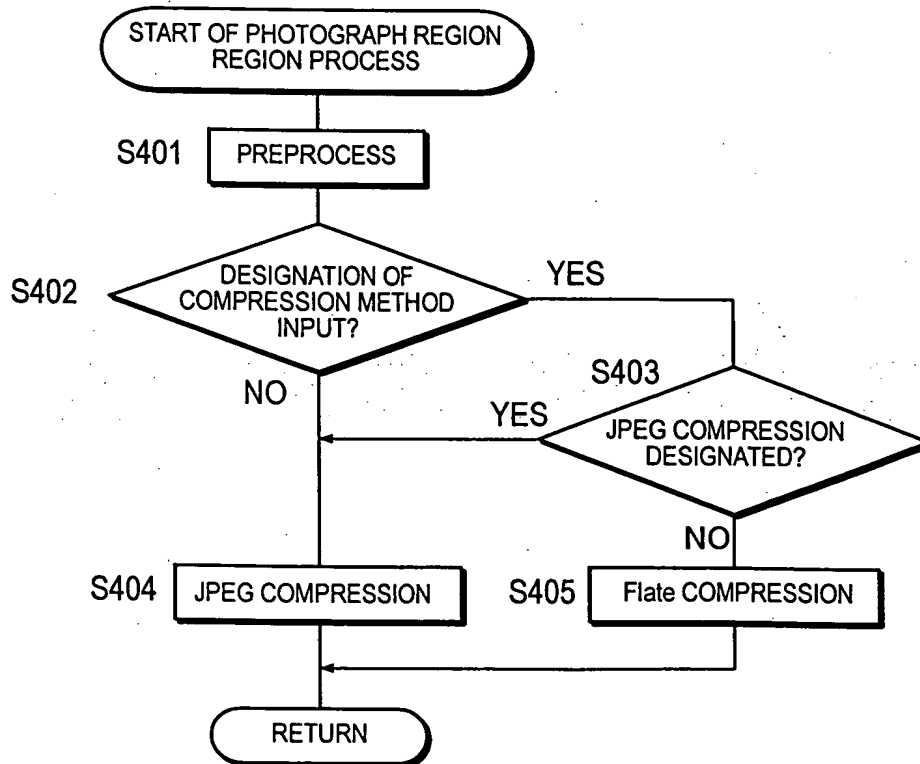 START OF PHOTOGRAPH REGION
REGION PROCESS
S401
PREPROCESS
S402
DESIGNATION OF
COMPRESSION METHOD
INPUT?
YES
NO
S403
YES
JPEG COMPRESSION
DESIGNATED?
NO
S404
JPEG COMPRESSION
S405
Flate COMPRESSION
RETURN